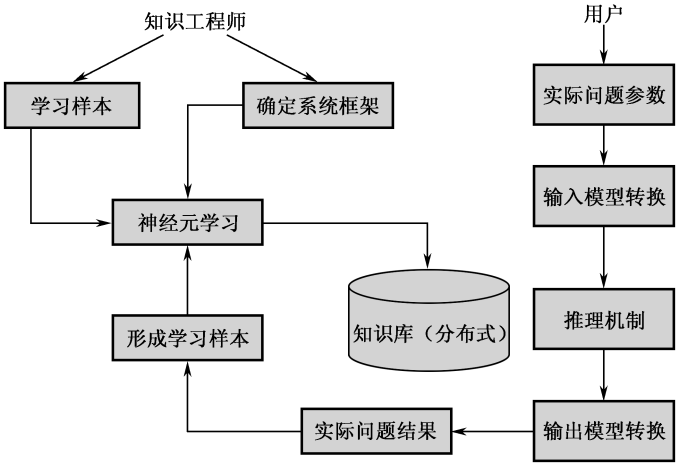 知识工程师
用户
学习样本
确定系统框架
实际问题参数
输入模型转换
神经元学习
推理机制
知识库（分布式）
形成学习样本
实际问题结果
输出模型转换